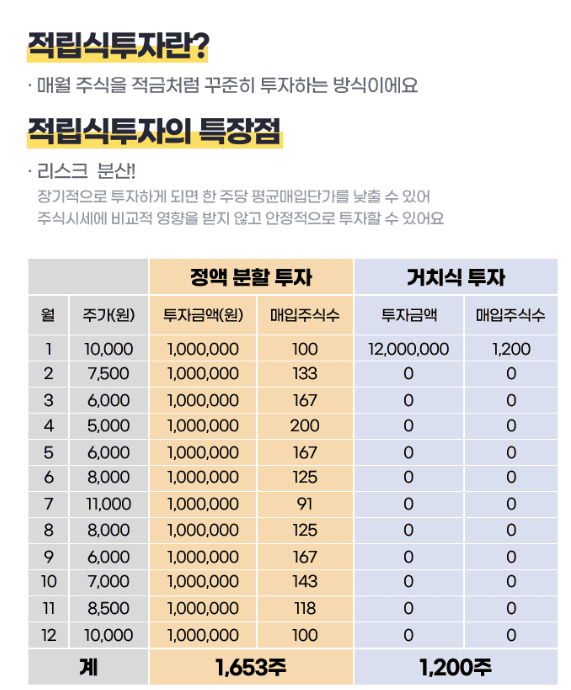 적립식투자란?
· 매월 주식을 적금처럼 꾸준히 투자하는 방식이에요
적립식투자의 특장점
· 리스크 분산!
장기적으로 투자하게 되면 한 주당 평균매입단가를 낮출 수 있어
주식시세에 비교적 영향을 받지 않고 안정적으로 투자할 수 있어요
정액 분할 투자 거치식 투자
월 주가(원) 투자금액(원) 매입주식수 투자금액 매입주식수
1 10,000 1,000,000 100 12,000,000 1,200
2 7,500 1,000,000 133 0 0
3 6,000 1,000,000 167 0 0
4 5,000 1,000,000 200 0 0
5 6,000 1,000,000 167 0 0
6 8,000 1,000,000 125 0 0
7 11,000 1,000,000 91 0 0
8 8,000 1,000,000 125 0 0
9 6,000 1,000,000 167 0 0
10 7,000 1,000,000 143 0 0
11 8,500 1,000,000 118 0 0
12 10,000 1,000,000 100 0 0
계 1,653주 1,200주